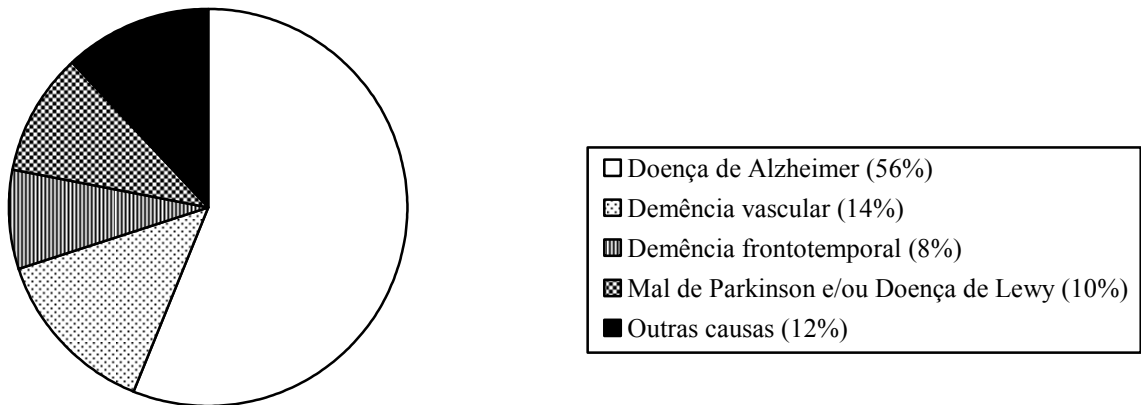 Doença de Alzheimer (56%)
Demência vascular (14%)
Demência frontotemporal (8%)
Mal de Parkinson e/ou Doença de Lewy (10%)
Outras causas (12%)